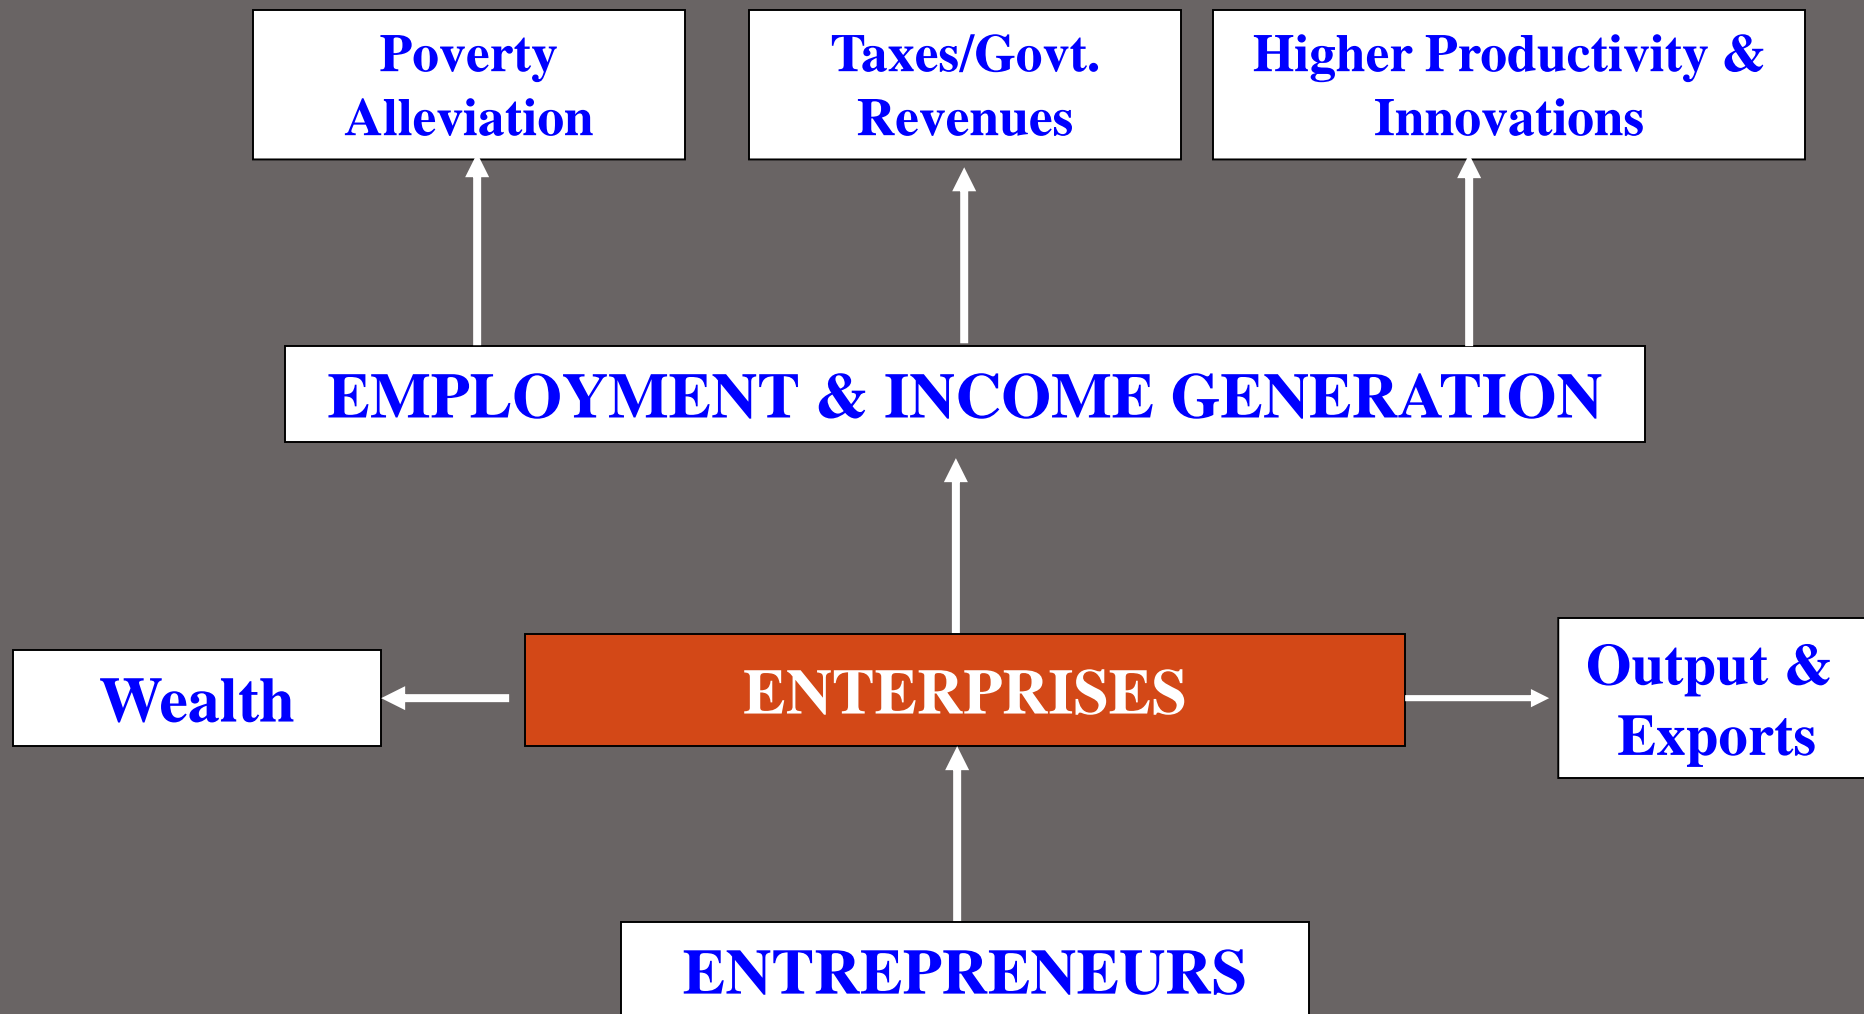 Poverty
Alleviation
Taxes/Govt.
Revenues
Higher Productivity &
Innovations
EMPLOYMENT & INCOME GENERATION
Wealth
ENTERPRISES
Output &
Exports
ENTREPRENEURS